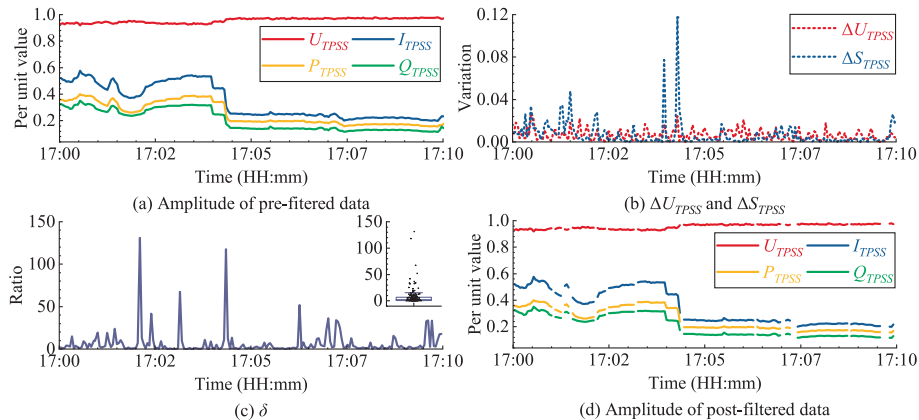 1.0
0.8
0.6
0.4
0.2
Per unit value
U_TPSS
I_TPSS
P_TPSS
Q_TPSS
17:00
17:02
17:05
17:07
17:10
Time (HH:mm)
(a) Amplitude of pre-fitered data
0.12
0.08
0.04
0.00
Variation
ΔU_TPSS
ΔS_TPSS
17:00
17:02
17:05
17:07
17:10
Time (HH:mm)
(b) ΔU_TPSS and ΔS_TPSS
150
100
50
0
Ratio
150
100
50
0
17:00
17:02
17:05
17:07
17:10
Time (HH:mm)
(c) δ
1.0
0.8
0.6
0.4
0.2
Per unit value
U_TPSS
I_TPSS
P_TPSS
Q_TPSS
17:00
17:02
17:05
17:07
17:10
Time (HH:mm)
(d) Amplitude of post-filtered data